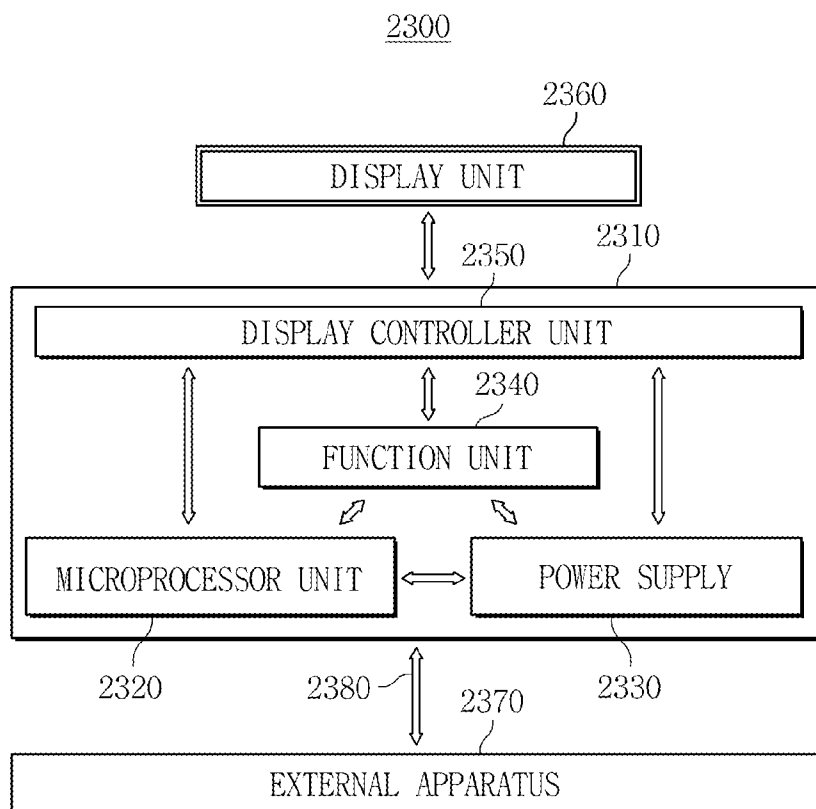 2300
2360
DISPLAY UNIT
2310
2350
DISPLAY CONTROLLER UNIT
2340
FUNCTION UNIT
MICROPROCESSOR UNIT
POWER SUPPLY
2320
2380
2330
2370
EXTERNAL APPARATUS